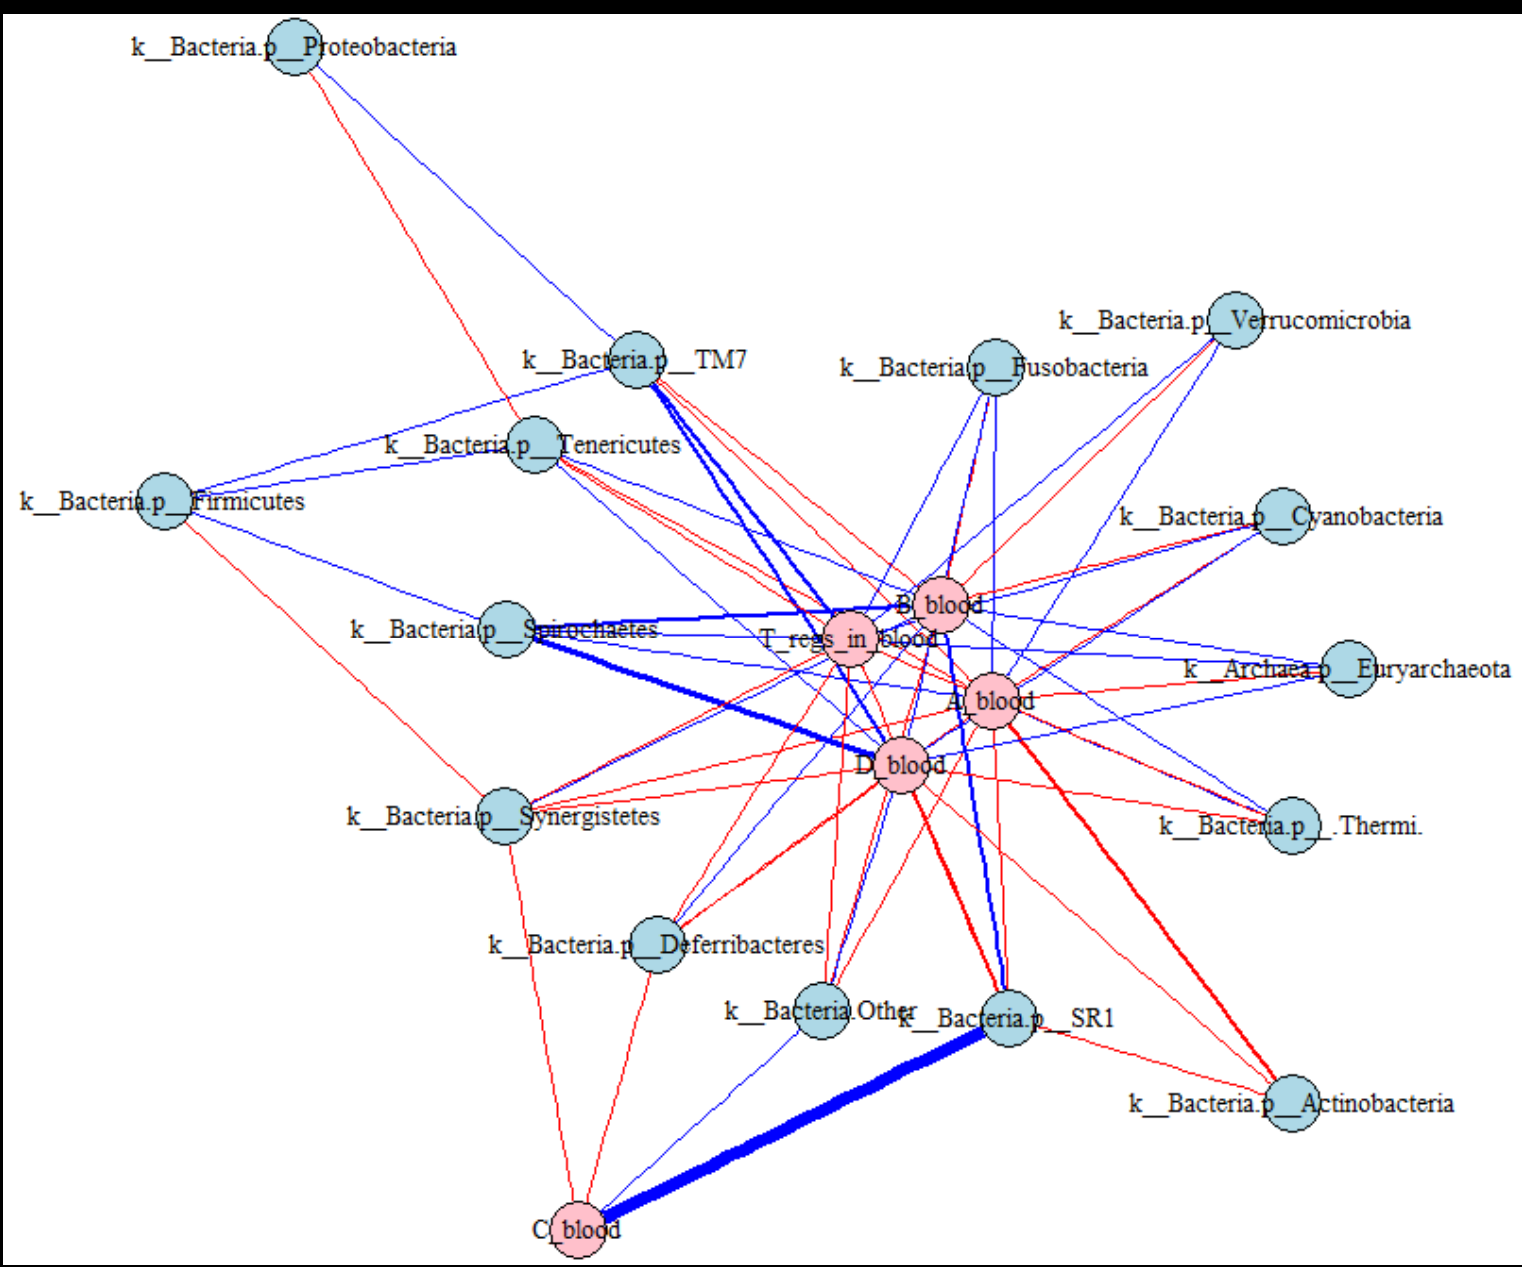 k__Bacteria.p__Proteobacteria
k__Bacteria.p__Verrucomicrobia
k__Bacteria.p__TM7
k__Bacteria.p__Fusobacteria
k__Bacteria.p__Tenericutes
k__Bacteria.p__Firmicutes
k__Bacteria.p__Cyanobacteria
B_blood
k__Bacteria.p__Spirochaetes
T_regs_in_blood
k__Archaea.p__Euryarchaeota
A_blood
D_blood
k__Bacteria.p__Synergistetes
k__Bacteria.p__.Thermi.
k__Bacteria.p__Deferribacteres
k__Bacteria.Other
k__Bacteria.p__SR1
k__Bacteria.p__Actinobacteria
C_blood